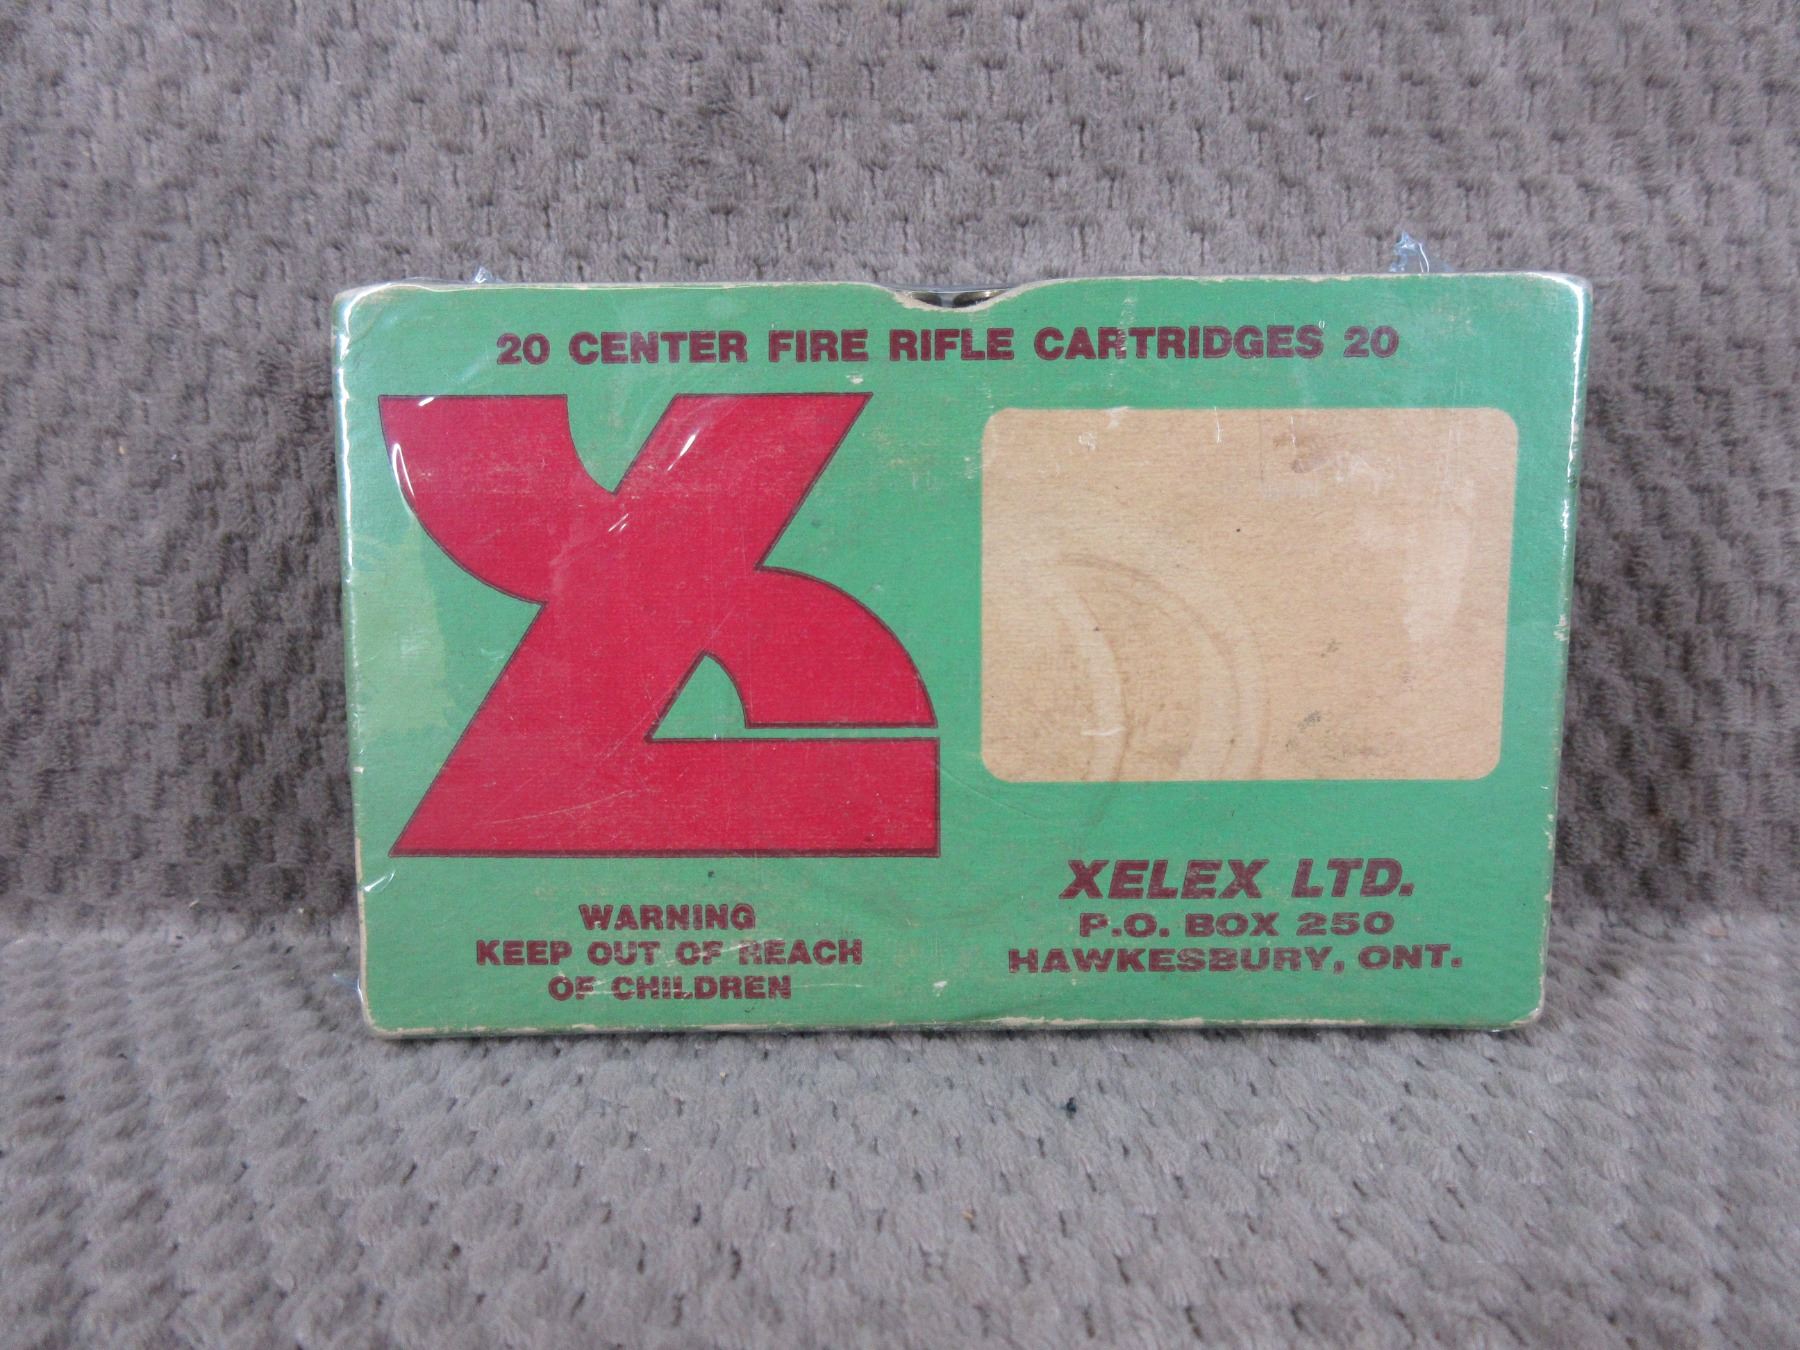 20 CENTER FIRE RIFLE CARTRIDGES 20
XL
WARNING
KEEP OUT OF REACH
OF CHILDREN
XELEX LTD.
P.O. BOX 250
HAWKESBURY, ONT.